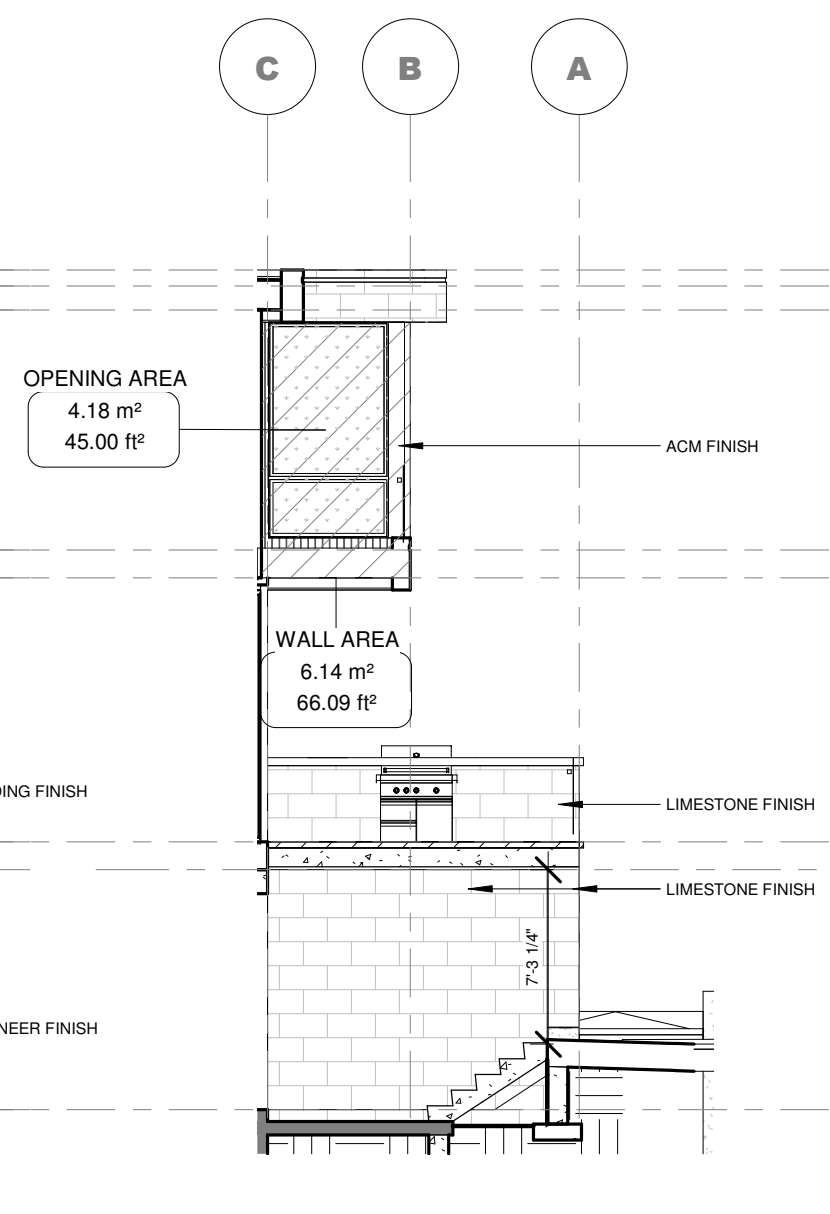 C
B
A
OPENING AREA
4.18 m²
45.00 ft²
ACM FINISH
WALL AREA
6.14 m²
66.09 ft²
DING FINISH
LIMESTONE FINISH
LIMESTONE FINISH
7'-3 1/4"
NEER FINISH